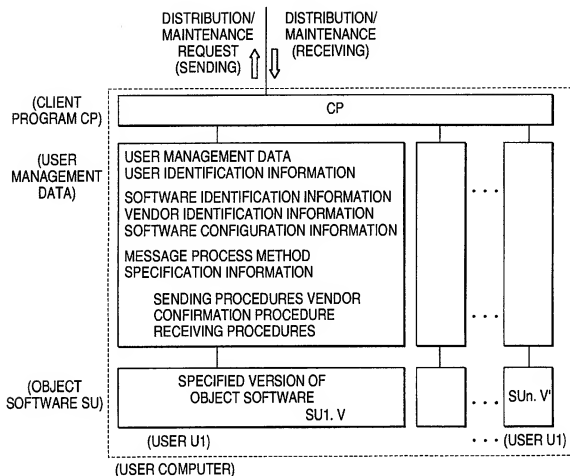 DISTRIBUTION/
MAINTENANCE
REQUEST
(SENDING)
DISTRIBUTION/
MAINTENANCE
(RECEIVING)
(CLIENT
PROGRAM CP)
CP
(USER
MANAGEMENT
DATA)
USER MANAGEMENT DATA
USER IDENTIFICATION INFORMATION
SOFTWARE IDENTIFICATION INFORMATION
VENDOR IDENTIFICATION INFORMATION
SOFTWARE CONFIGURATION INFORMATION
MESSAGE PROCESS METHOD
SPECIFICATION INFORMATION
SENDING PROCEDURES VENDOR
CONFIRMATION PROCEDURE
RECEIVING PROCEDURES
. . .
. . .
(OBJECT
SOFTWARE SU)
SPECIFIED VERSION OF
OBJECT SOFTWARE
SU1. V
. . .
SUn. V'
(USER U1)
. . . (USER U1)
(USER COMPUTER)